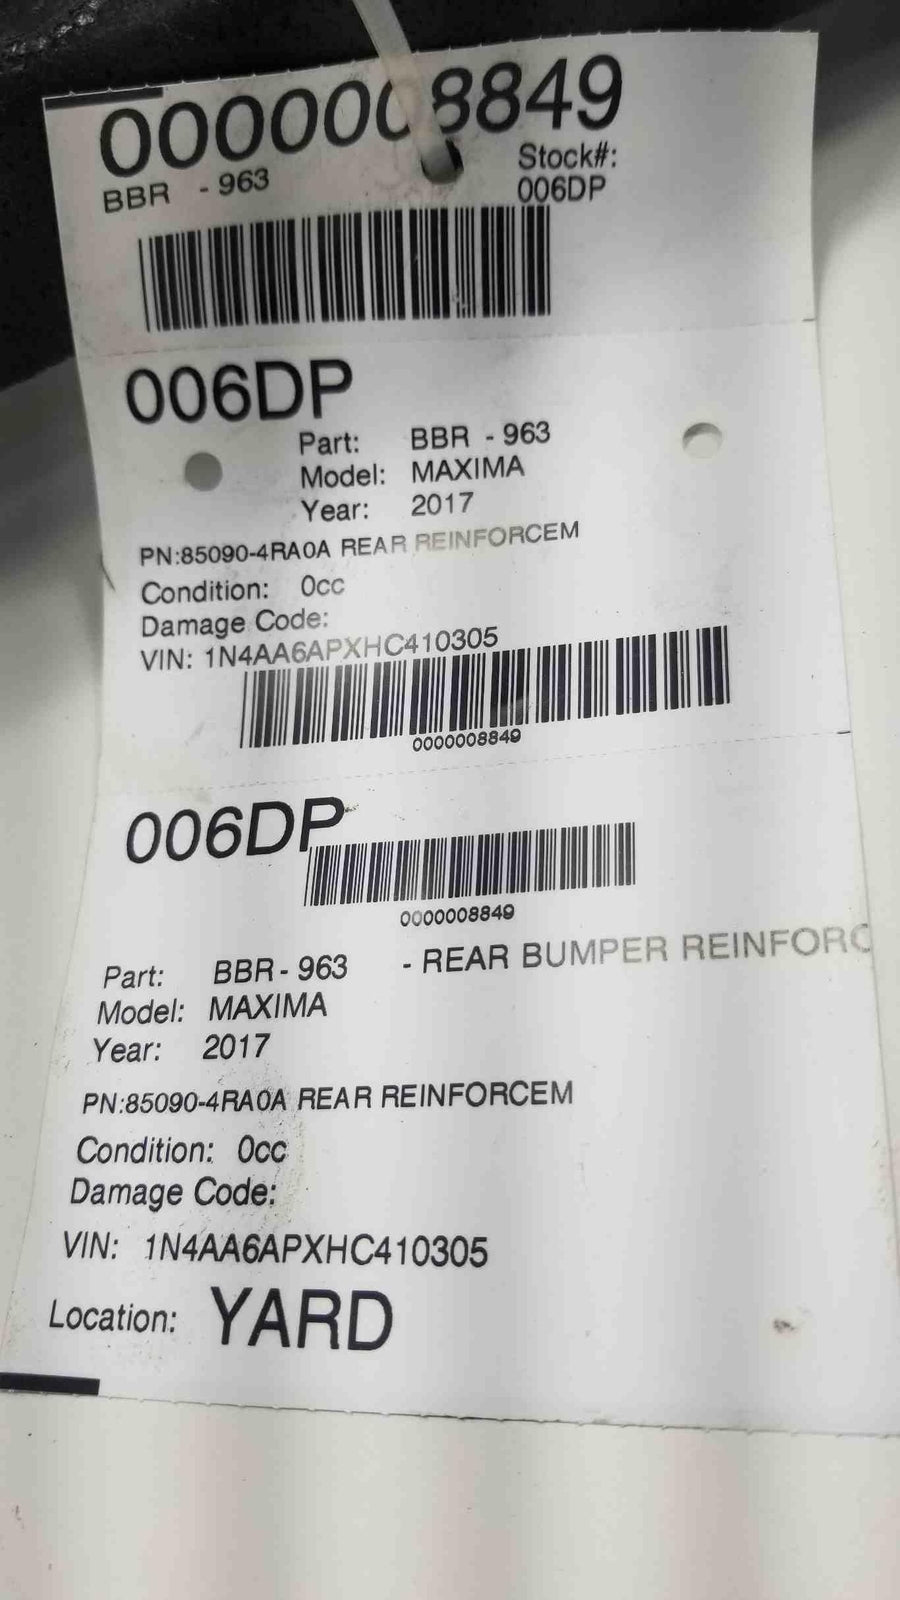 0000008849
BBR - 963
Stock#:
006DP
006DP
Part: BBR - 963
Model: MAXIMA
Year: 2017
PN:85090-4RA0A REAR REINFORCEM
Condition: 0cc
Damage Code:
VIN: 1N4AA6APXHC410305
0000008849
006DP
0000008849
Part: BBR - 963 - REAR BUMPER REINFORC
Model: MAXIMA
Year: 2017
PN:85090-4RA0A REAR REINFORCEM
Condition: 0cc
Damage Code:
VIN: 1N4AA6APXHC410305
Location: YARD